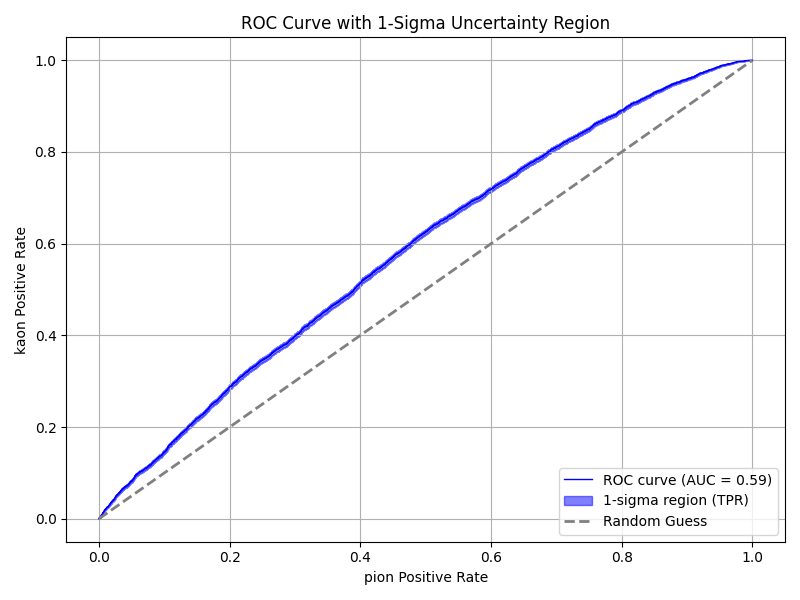 ROC Curve with 1-Sigma Uncertainty Region
1.0
0.8
0.6
0.4
0.2
0.0
kaon Positive Rate
ROC curve (AUC = 0.59)
1-sigma region (TPR)
Random Guess
0.0 0.2 0.4 0.6 0.8 1.0
pion Positive Rate